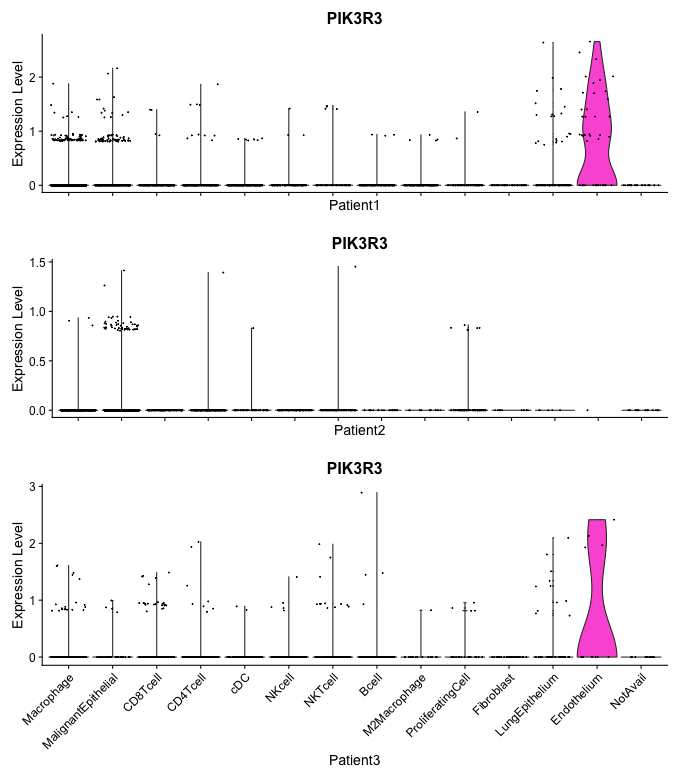 PIK3R3
Expression Level
2
1
0
Patient1
PIK3R3
Expression Level
1.5
1.0
0.5
0.0
Patient2
PIK3R3
Expression Level
3
2
1
0
Macrophage
MalignantEpithelial
CD8Tcell
CD4Tcell
cDC
NKcell
NKTcell
Bcell
M2Macrophage
ProliferatingCell
Fibroblast
LungEpithelium
Endothelium
NotAvail
Patient3